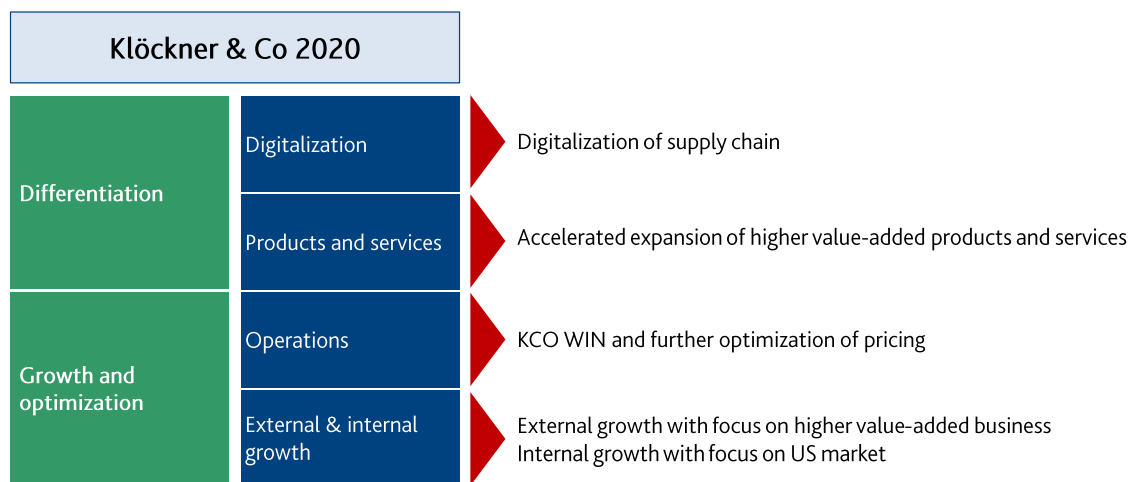 Klöckner & Co 2020
Differentiation
Digitalization
Digitalization of supply chain
Products and services
Accelerated expansion of higher value-added products and services
Growth and
optimization
Operations
KCO WIN and further optimization of pricing
External & internal
growth
External growth with focus on higher value-added business
Internal growth with focus on US market